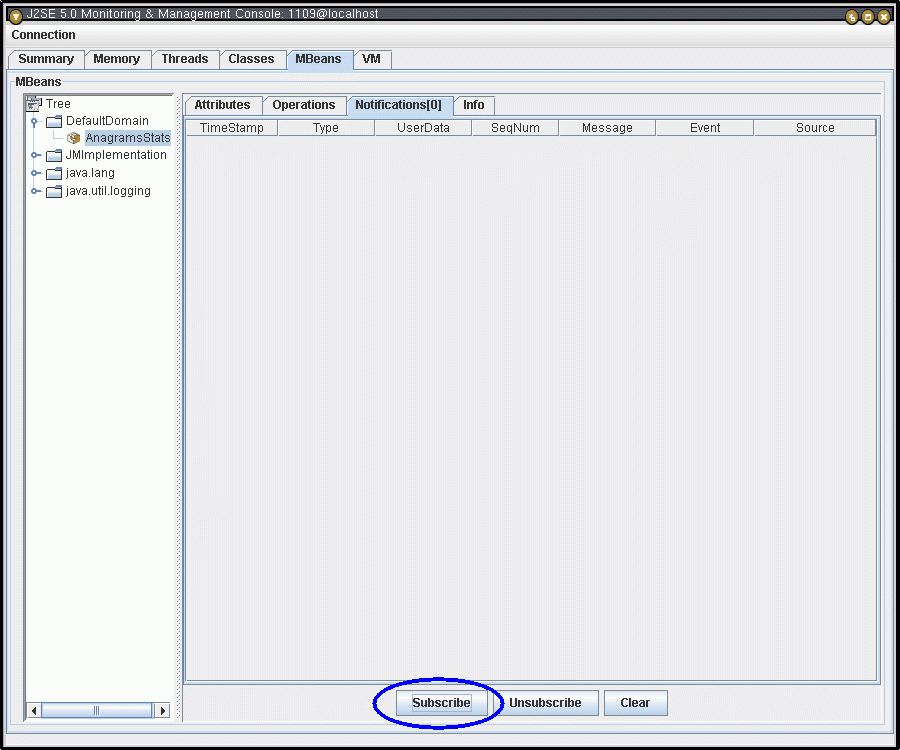 J2SE 5.0 Monitoring & Management Console: 1109@localhost
Connection
Summary Memory Threads Classes MBeans VM
MBeans
Tree
DefaultDomain
AnagramsStats
JMImplementation
java.lang
java.util.logging
Attributes Operations Notifications[0] Info
TimeStamp Type UserData SeqNum Message Event Source
Subscribe Unsubscribe Clear